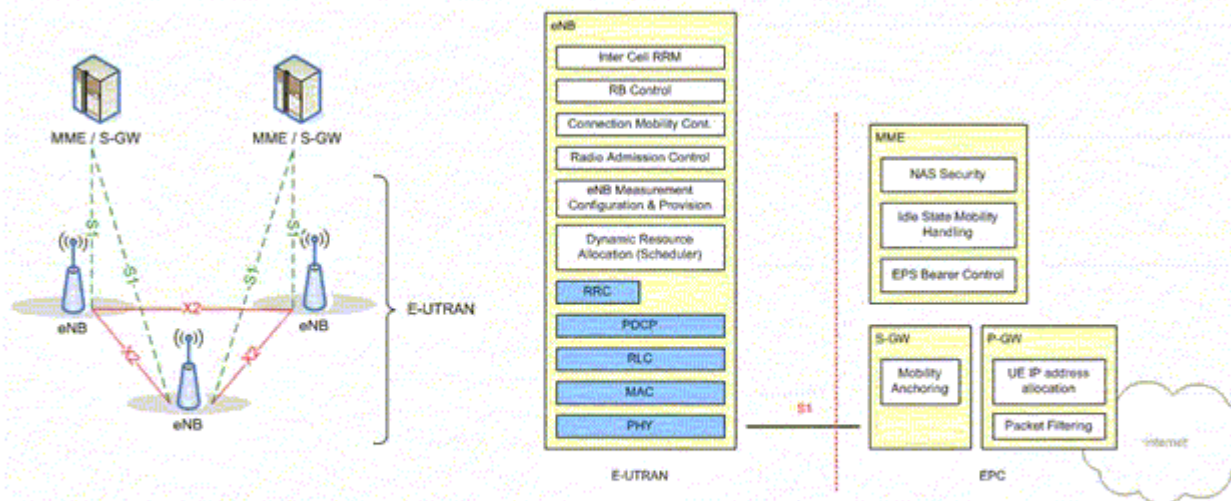 MME / S-GW
MME / S-GW
S1
S1
S1
S1
eNB
eNB
X2
X2
X2
eNB
E-UTRAN
eNB
Inter Cell RRM
RB Control
Connection Mobility Cont.
Radio Admission Control
eNB Measurement
Configuration & Provision
Dynamic Resource
Allocation (Scheduler)
RRC
PDCP
RLC
MAC
PHY
E-UTRAN
S1
MME
NAS Security
Idle State Mobility
Handling
EPS Bearer Control
S-GW
Mobility
Anchoring
P-GW
UE IP address
allocation
Packet Filtering
EPC
internet